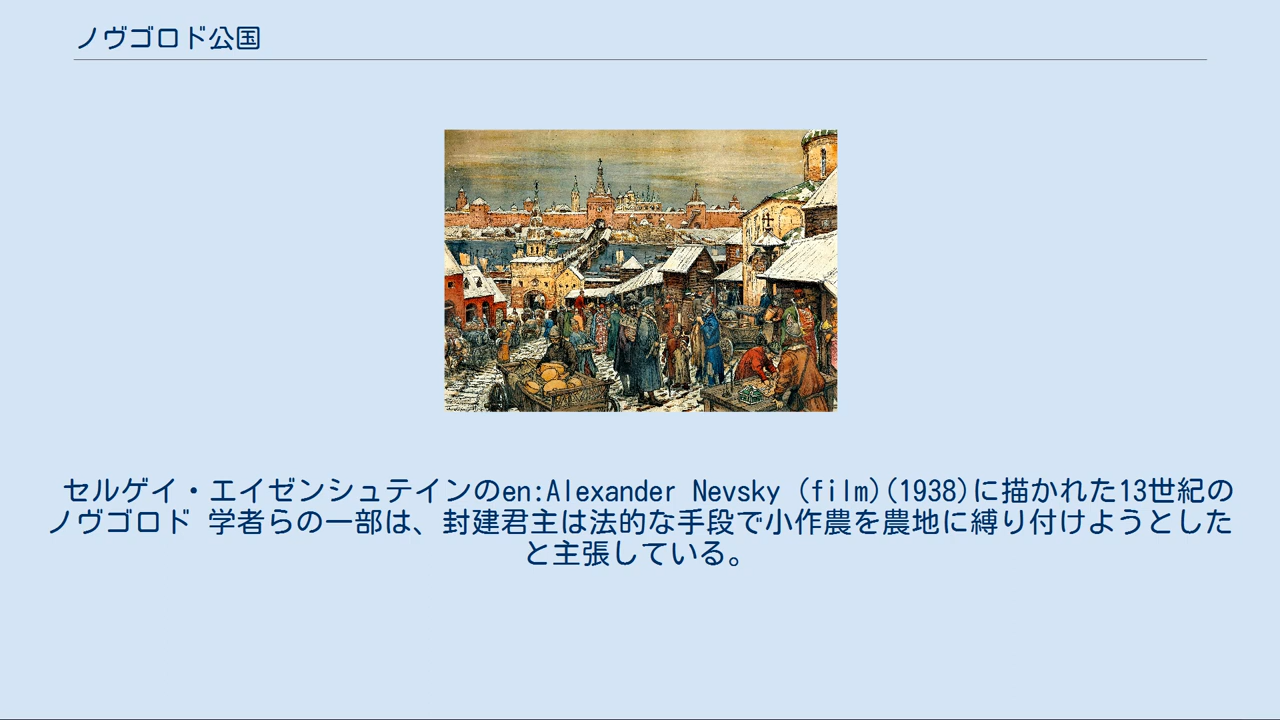 ノヴゴロド公国
セルゲイ・エイゼンシュテインのen:Alexander Nevsky (film)(1938)に描かれた13世紀の
ノヴゴロド 学者らの一部は、封建君主は法的な手段で小作農を農地に縛り付けようとした
と主張している。